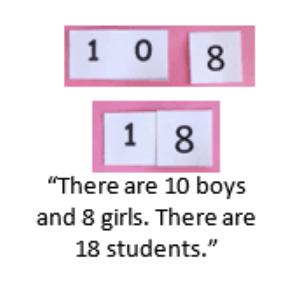 1 0 8
1 8
“There are 10 boys
and 8 girls. There are
18 students.”